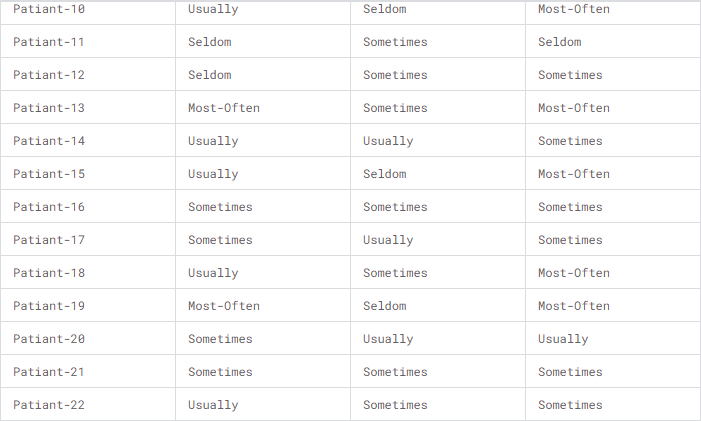 Patiant-10 Usually Seldom Most-Often
Patiant-11 Seldom Sometimes Seldom
Patiant-12 Seldom Sometimes Sometimes
Patiant-13 Most-Often Sometimes Most-Often
Patiant-14 Usually Usually Sometimes
Patiant-15 Usually Seldom Most-Often
Patiant-16 Sometimes Sometimes Sometimes
Patiant-17 Sometimes Usually Sometimes
Patiant-18 Usually Sometimes Most-Often
Patiant-19 Most-Often Seldom Most-Often
Patiant-20 Sometimes Usually Usually
Patiant-21 Sometimes Sometimes Sometimes
Patiant-22 Usually Sometimes Sometimes